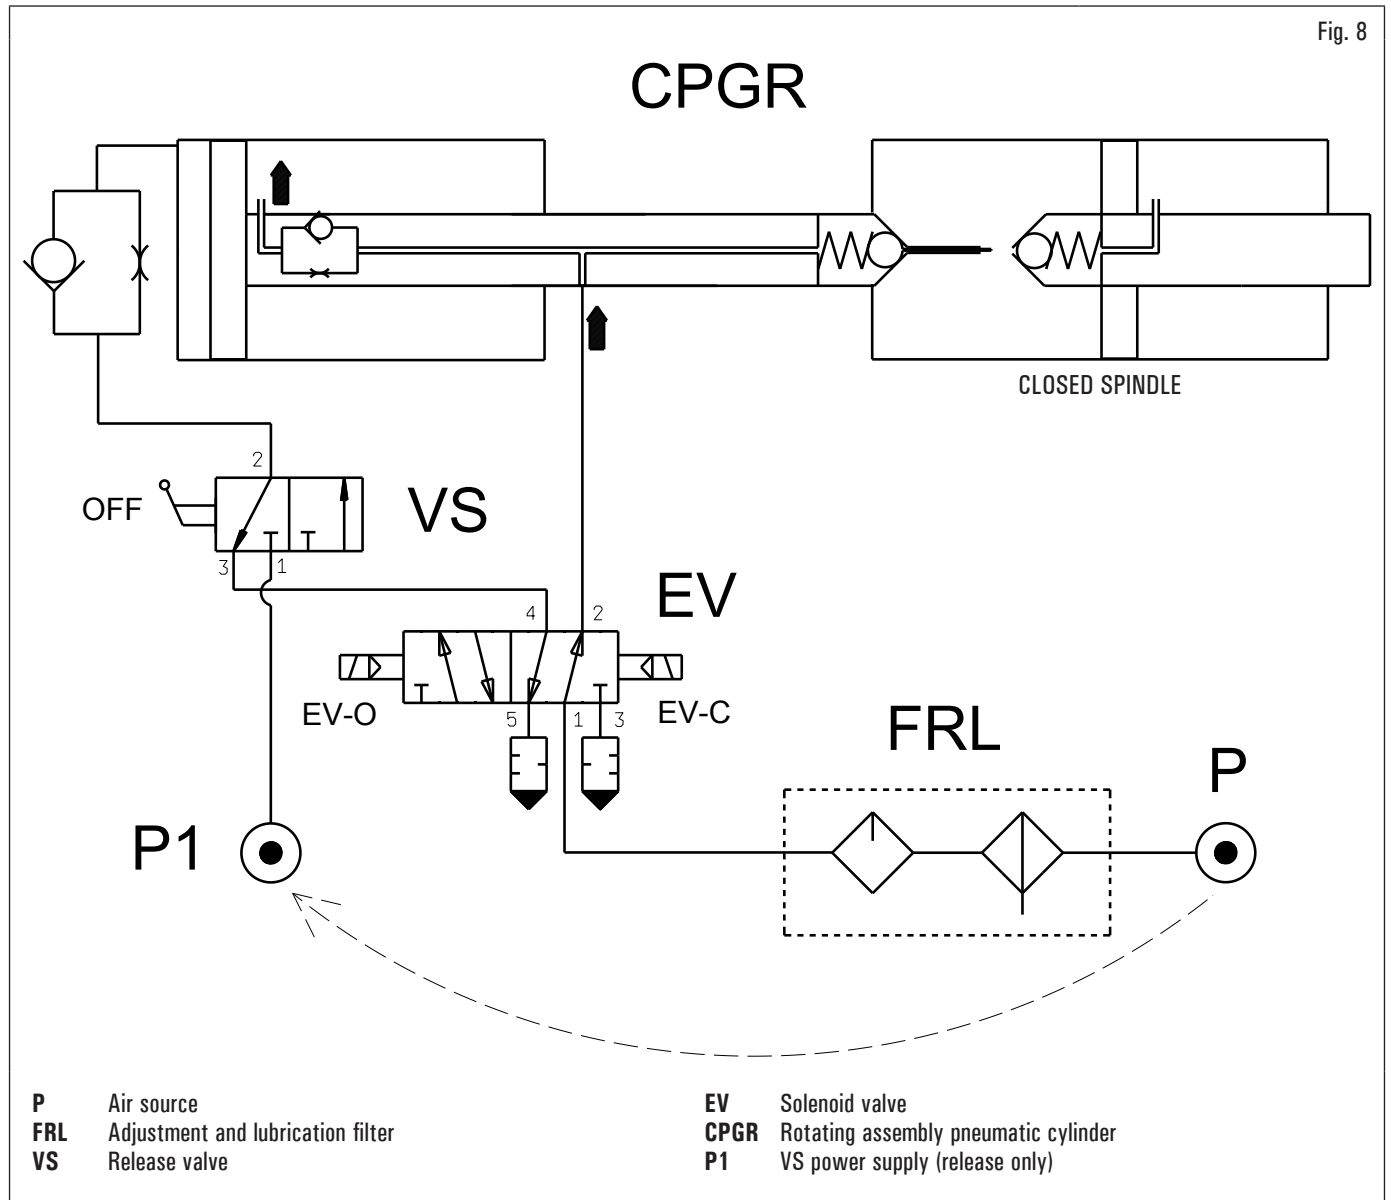 Fig. 8
CPGR
CLOSED SPINDLE
2
OFF
VS
3 1
EV
4 2
EV-O
5 1 3
EV-C
FRL
P
P1
P Air source
FRL Adjustment and lubrication filter
VS Release valve
EV Solenoid valve
CPGR Rotating assembly pneumatic cylinder
P1 VS power supply (release only)